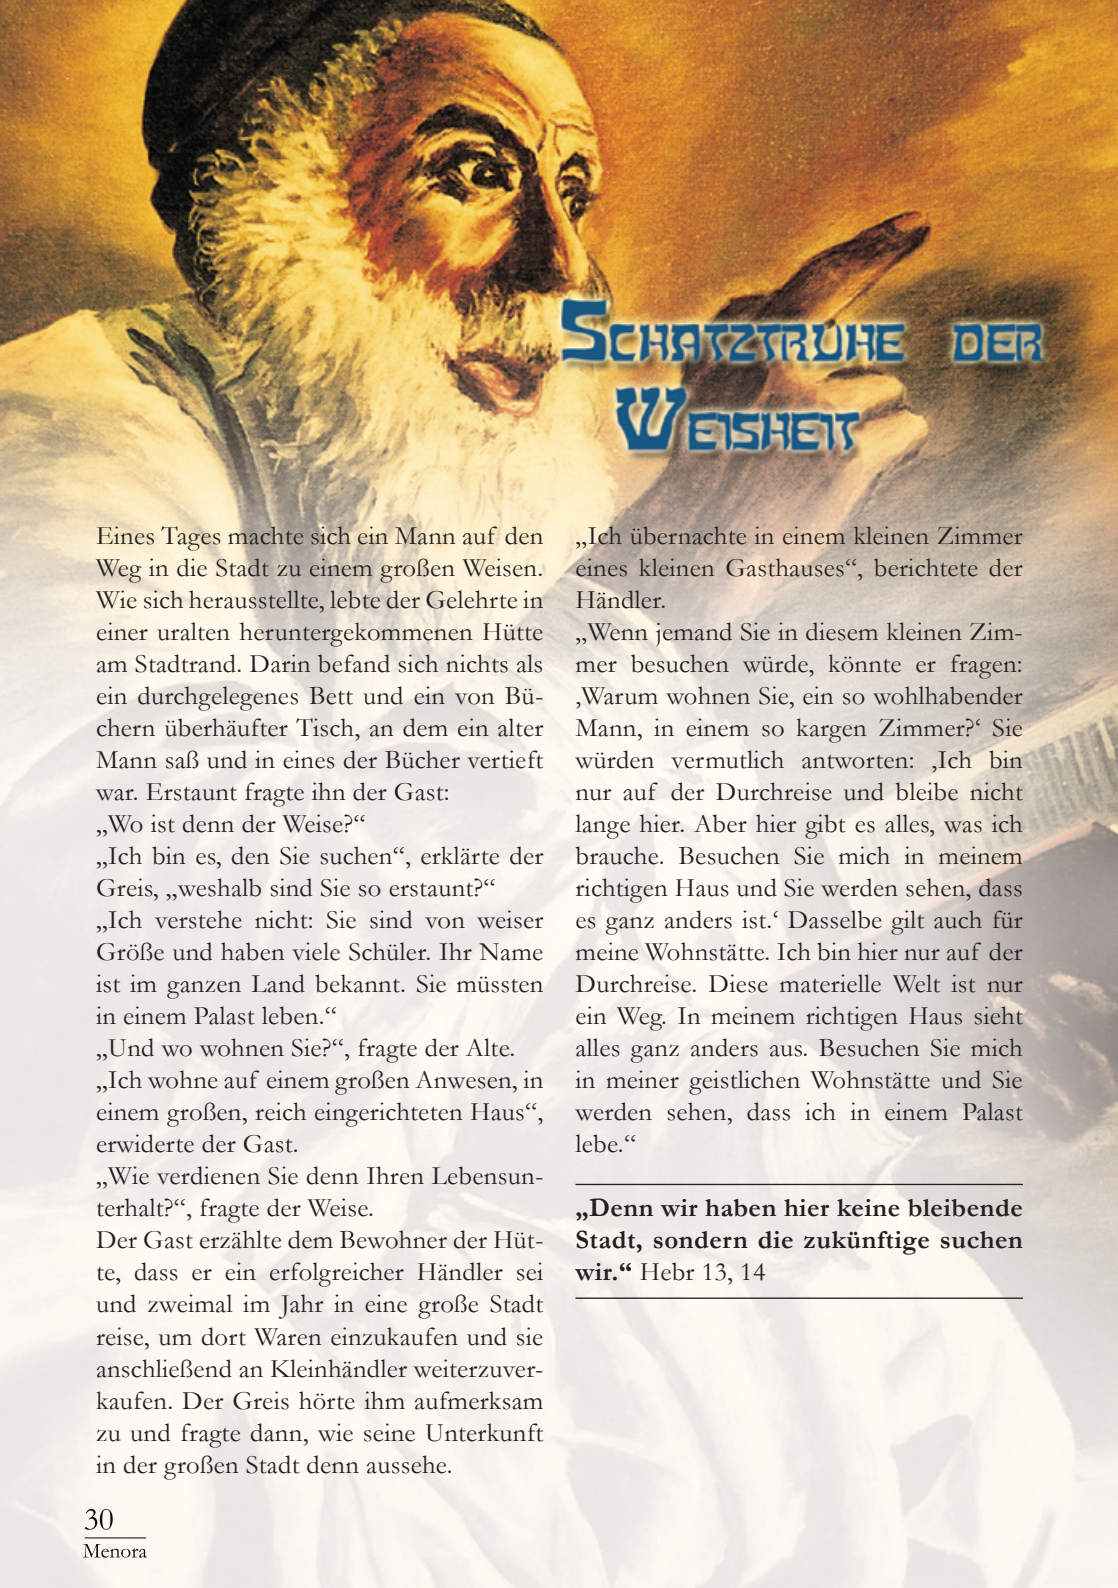 SCHATZTRUHE DER
WEISHEIT
Eines Tages machte sich ein Mann auf den
Weg in die Stadt zu einem großen Weisen.
Wie sich herausstellte, lebte der Gelehrte in
einer uralten heruntergekommenen Hütte
am Stadtrand. Darin befand sich nichts als
ein durchgelegenes Bett und ein von Bü-
chern überhäufter Tisch, an dem ein alter
Mann saß und in eines der Bücher vertieft
war. Erstaunt fragte ihn der Gast:
„Wo ist denn der Weise?“
„Ich bin es, den Sie suchen“, erklärte der
Greis, „weshalb sind Sie so erstaunt?“
„Ich verstehe nicht: Sie sind von weiser
Größe und haben viele Schüler. Ihr Name
ist im ganzen Land bekannt. Sie müssten
in einem Palast leben.“
„Und wo wohnen Sie?“, fragte der Alte.
„Ich wohne auf einem großen Anwesen, in
einem großen, reich eingerichteten Haus“,
erwiderte der Gast.
„Wie verdienen Sie denn Ihren Lebensun-
terhalt?“, fragte der Weise.
Der Gast erzählte dem Bewohner der Hüt-
te, dass er ein erfolgreicher Händler sei
und zweimal im Jahr in eine große Stadt
reise, um dort Waren einzukaufen und sie
anschließend an Kleinhändler weiterzuver-
kaufen. Der Greis hörte ihm aufmerksam
zu und fragte dann, wie seine Unterkunft
in der großen Stadt denn aussehe.
„Ich übernachte in einem kleinen Zimmer
eines kleinen Gasthauses“, berichtete der
Händler.
„Wenn jemand Sie in diesem kleinen Zim-
mer besuchen würde, könnte er fragen:
‚Warum wohnen Sie, ein so wohlhabender
Mann, in einem so kargen Zimmer?‘ Sie
würden vermutlich antworten: ‚Ich bin
nur auf der Durchreise und bleibe nicht
lange hier. Aber hier gibt es alles, was ich
brauche. Besuchen Sie mich in meinem
richtigen Haus und Sie werden sehen, dass
es ganz anders ist.‘ Dasselbe gilt auch für
meine Wohnstätte. Ich bin hier nur auf der
Durchreise. Diese materielle Welt ist nur
ein Weg. In meinem richtigen Haus sieht
alles ganz anders aus. Besuchen Sie mich
in meiner geistlichen Wohnstätte und Sie
werden sehen, dass ich in einem Palast
lebe.“
„Denn wir haben hier keine bleibende
Stadt, sondern die zukünftige suchen
wir.“ Hebr 13, 14
30
Menora